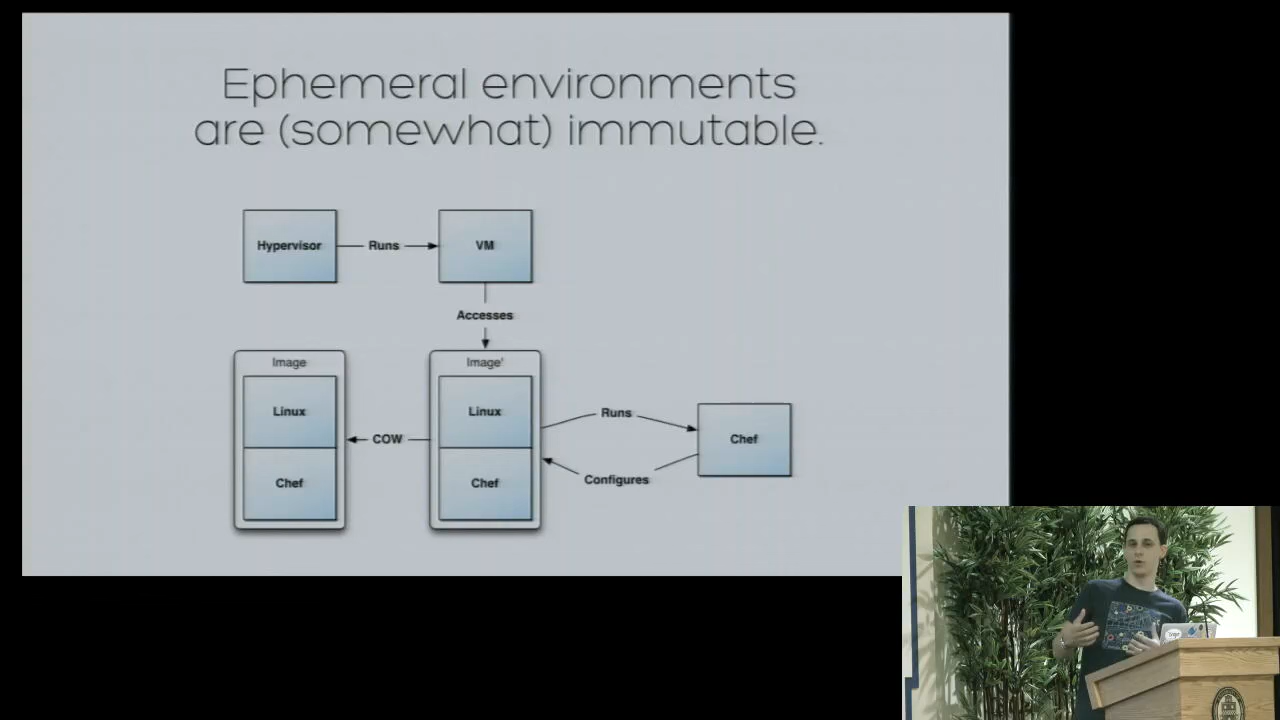 Ephemeral environments
are (somewhat) immutable.
Hypervisor
Runs
VM
Accesses
Image
Image'
Linux
Linux
Runs
COW
Chef
Chef
Chef
Configures